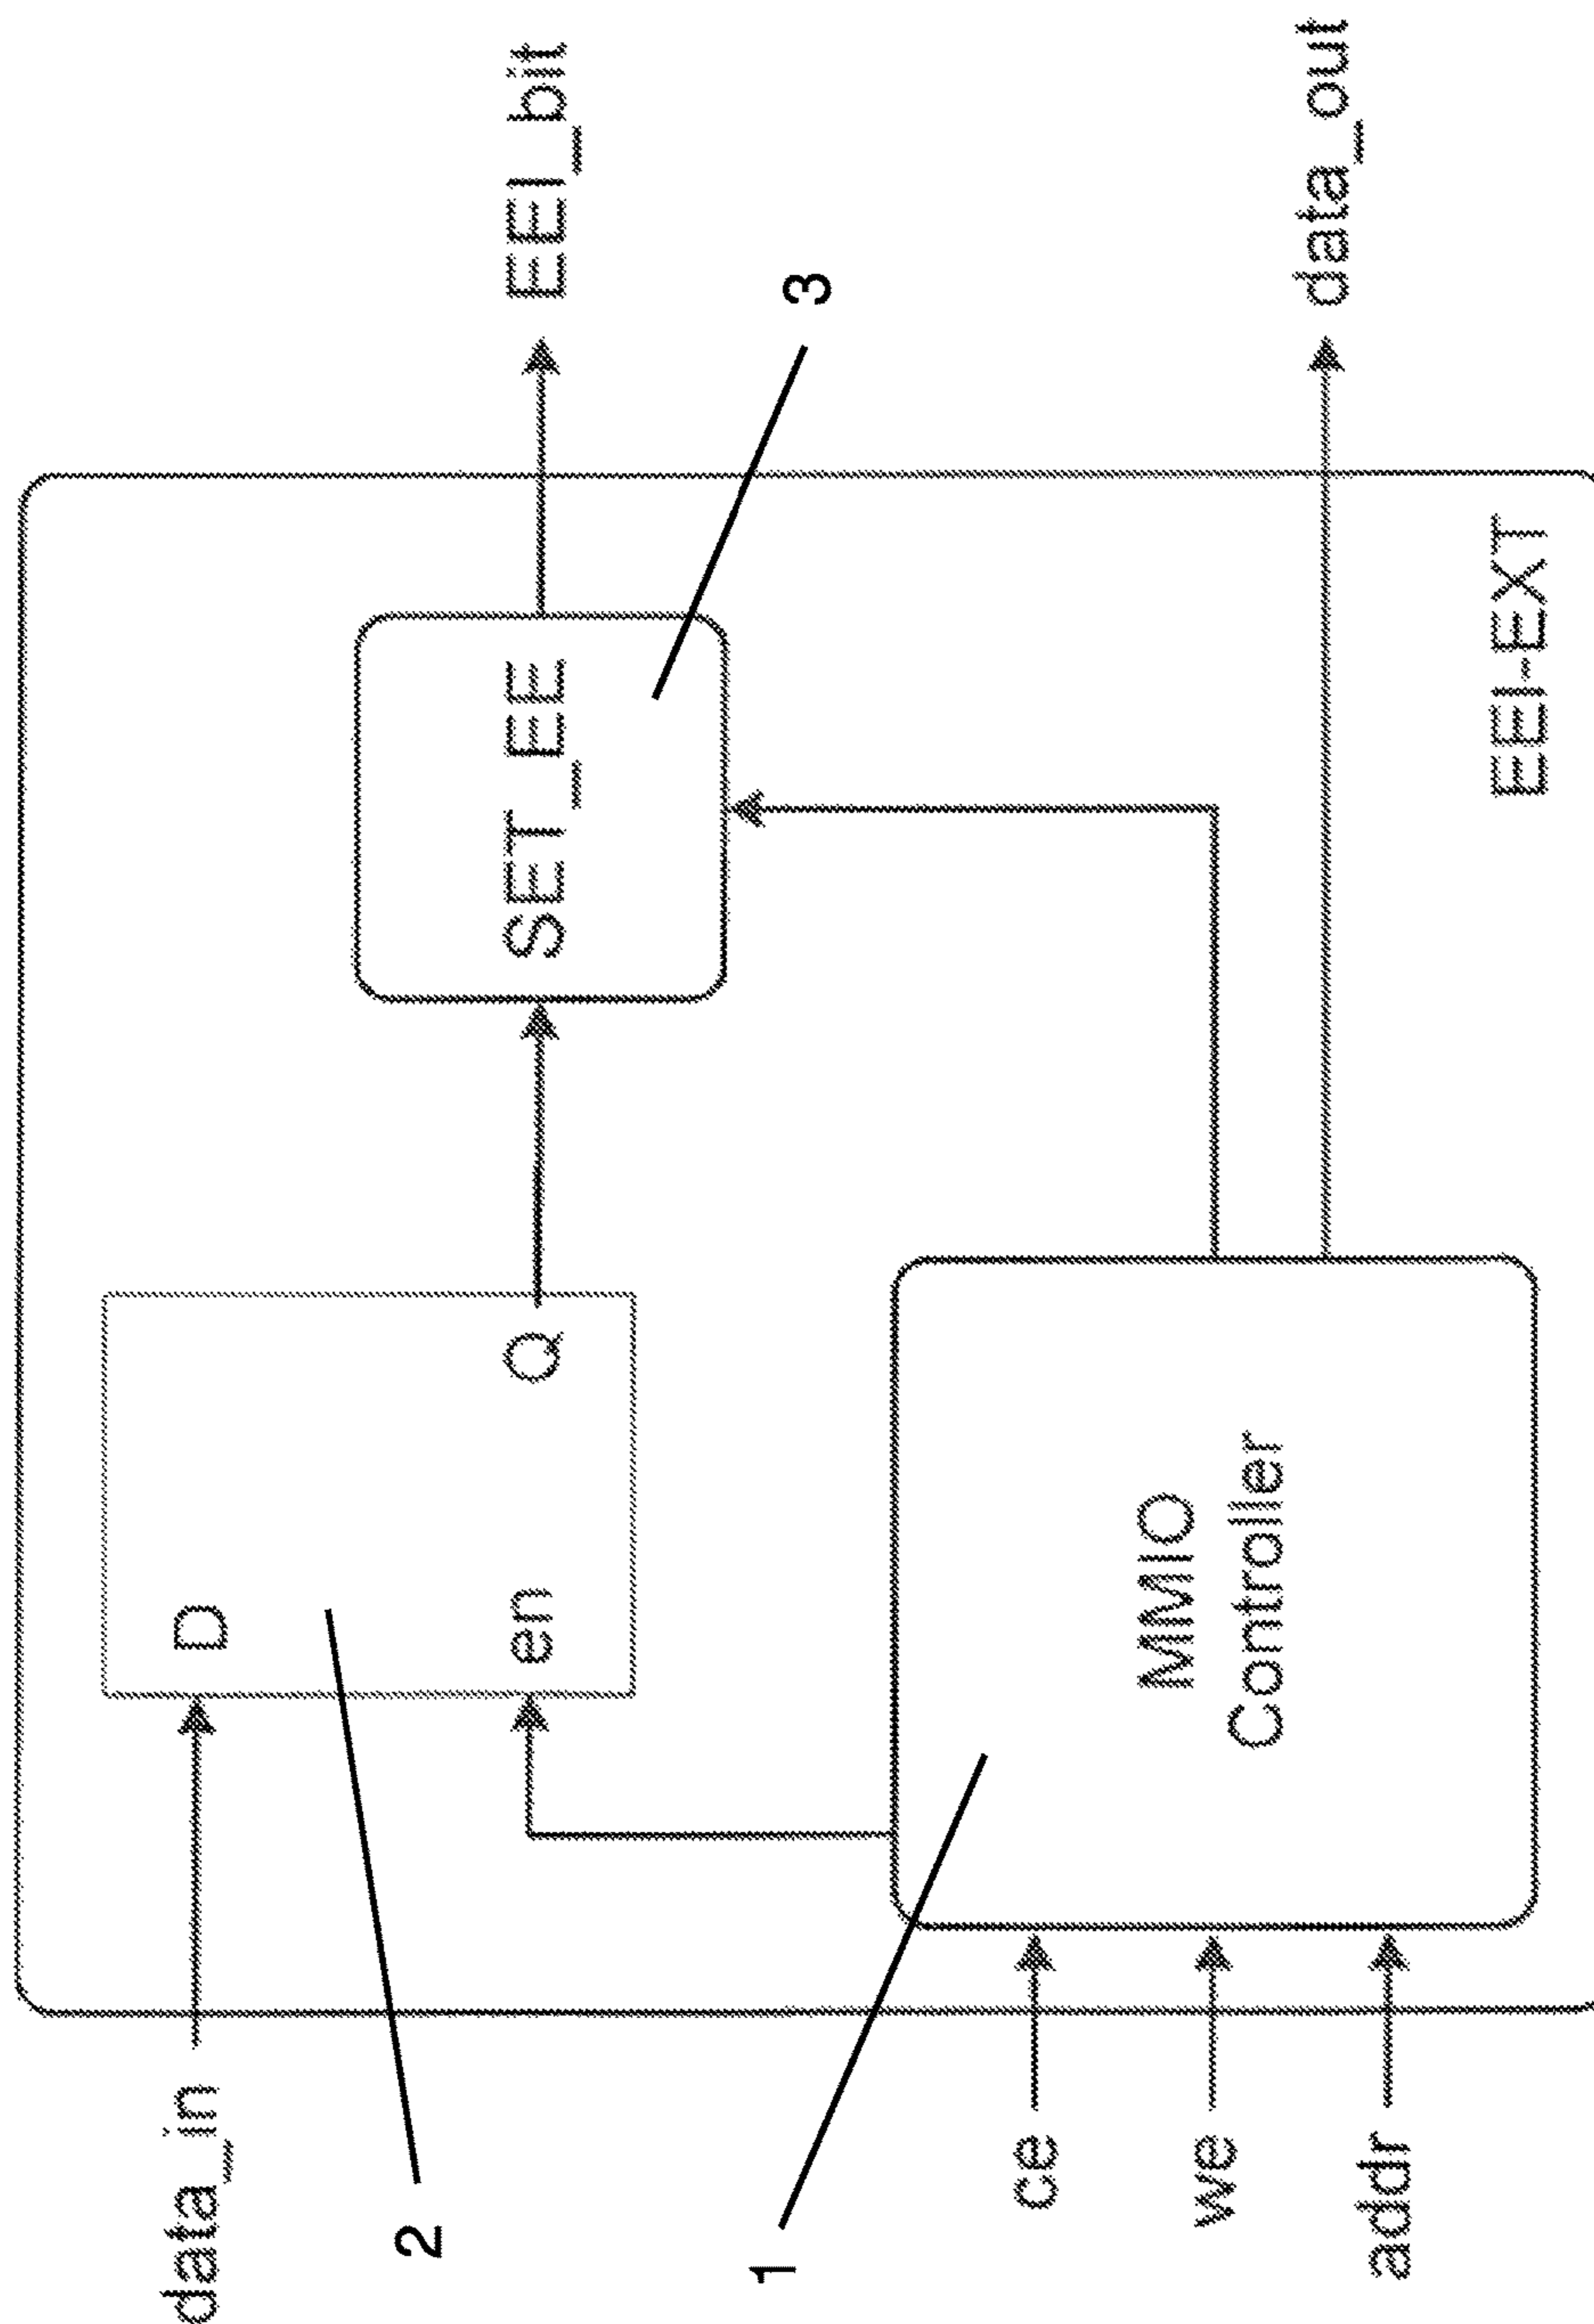 data_in
D
en
Q
SET_EE
EEI_bit
2
3
1
MMIO
Controller
ce
we
addr
data_out
EEI-EXT